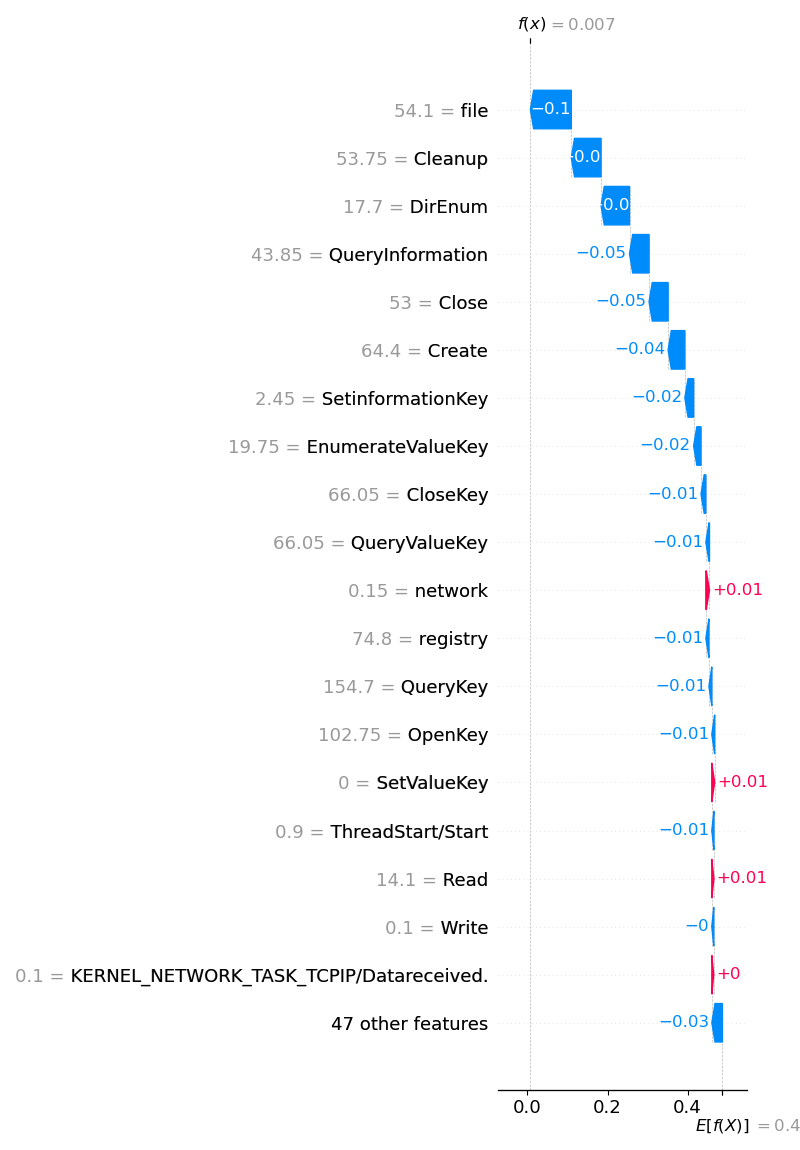 f(x) = 0.007
54.1 = file −0.1
53.75 = Cleanup −0.0
17.7 = DirEnum −0.0
43.85 = QueryInformation −0.05
53 = Close −0.05
64.4 = Create −0.04
2.45 = SetinformationKey −0.02
19.75 = EnumerateValueKey −0.02
66.05 = CloseKey −0.01
66.05 = QueryValueKey −0.01
0.15 = network +0.01
74.8 = registry −0.01
154.7 = QueryKey −0.01
102.75 = OpenKey −0.01
0 = SetValueKey +0.01
0.9 = ThreadStart/Start −0.01
14.1 = Read +0.01
0.1 = Write −0
0.1 = KERNEL_NETWORK_TASK_TCPIP/Datareceived. +0
47 other features −0.03
0.0 0.2 0.4
E[f(X)] = 0.4